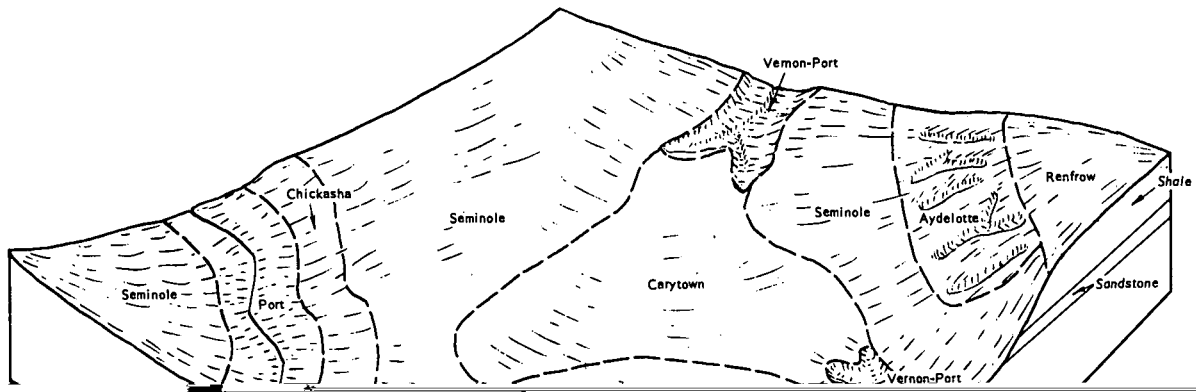 Vernon-Port
Chickasha
Seminole
Seminole
Aydelotte
Renfrow
Shale
Seminole
Port
Carytown
Sandstone
Vernon-Port